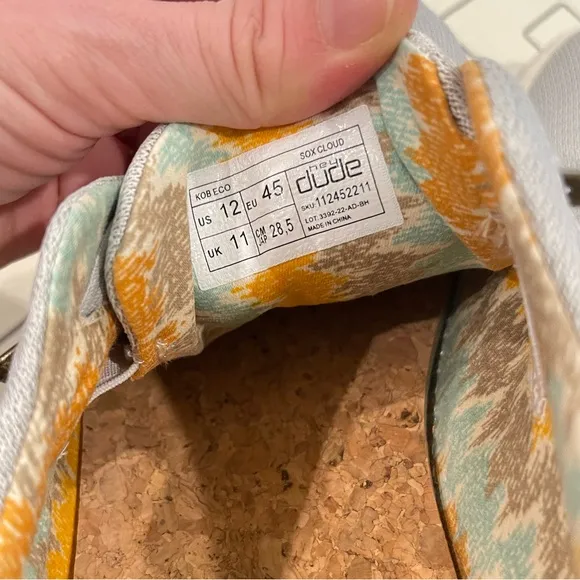 KOB ECO SOX CLOUD
US 12 EU 45
UK 11 CM JAP 28,5
hey dude
SKU: 112452211
LOT: 3392-22-AD-BH
MADE IN CHINA